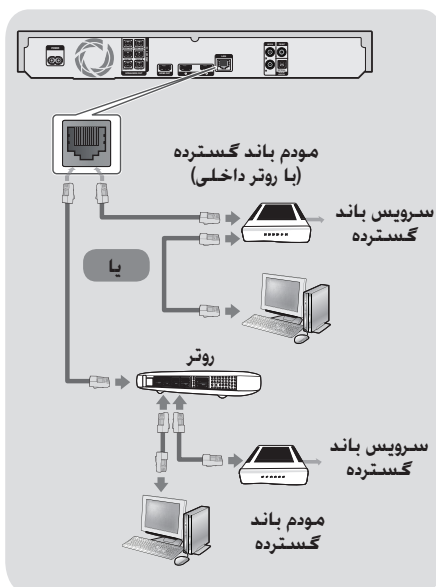 مودم باند گسترده
(با روتر داخلی)
سرویس باند
گسترده
یا
روتر
سرویس باند
گسترده
مودم باند
گسترده